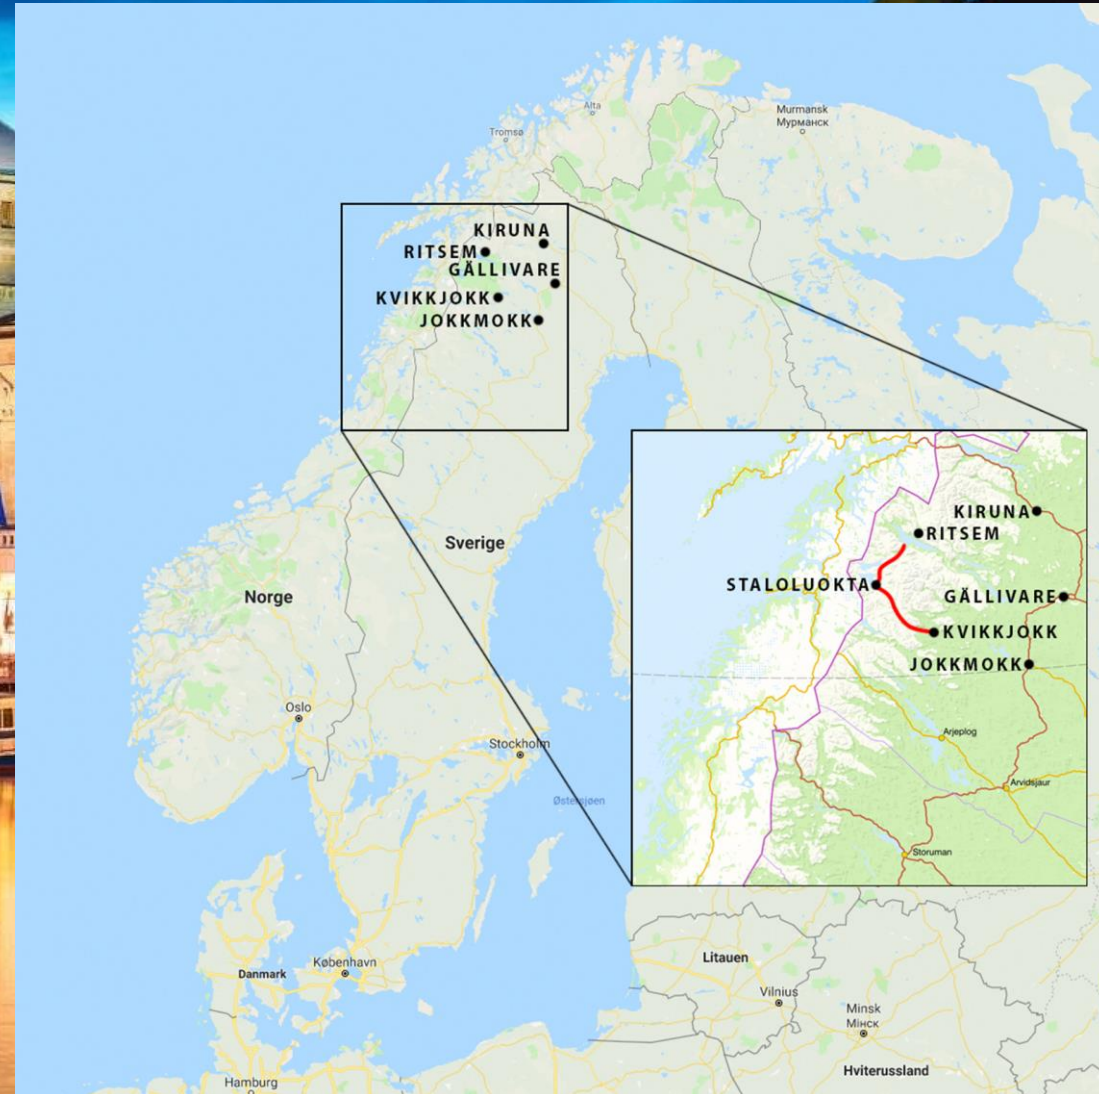 Alta
Murmansk
Мурманск
Tromsø
KIRUNA
RITSEM
GÄLLIVARE
KVIKKJOKK
JOKKMOKK
KIRUNA
RITSEM
STALOLUOKTA
GÄLLIVARE
KVIKKJOKK
JOKKMOKK
Sverige
Norge
Oslo
Stockholm
Østersjøen
Arjeplog
Arvidsjaur
Storuman
Danmark
København
Litauen
Vilnius
Minsk
Мінск
Hviterussland
Hamburg